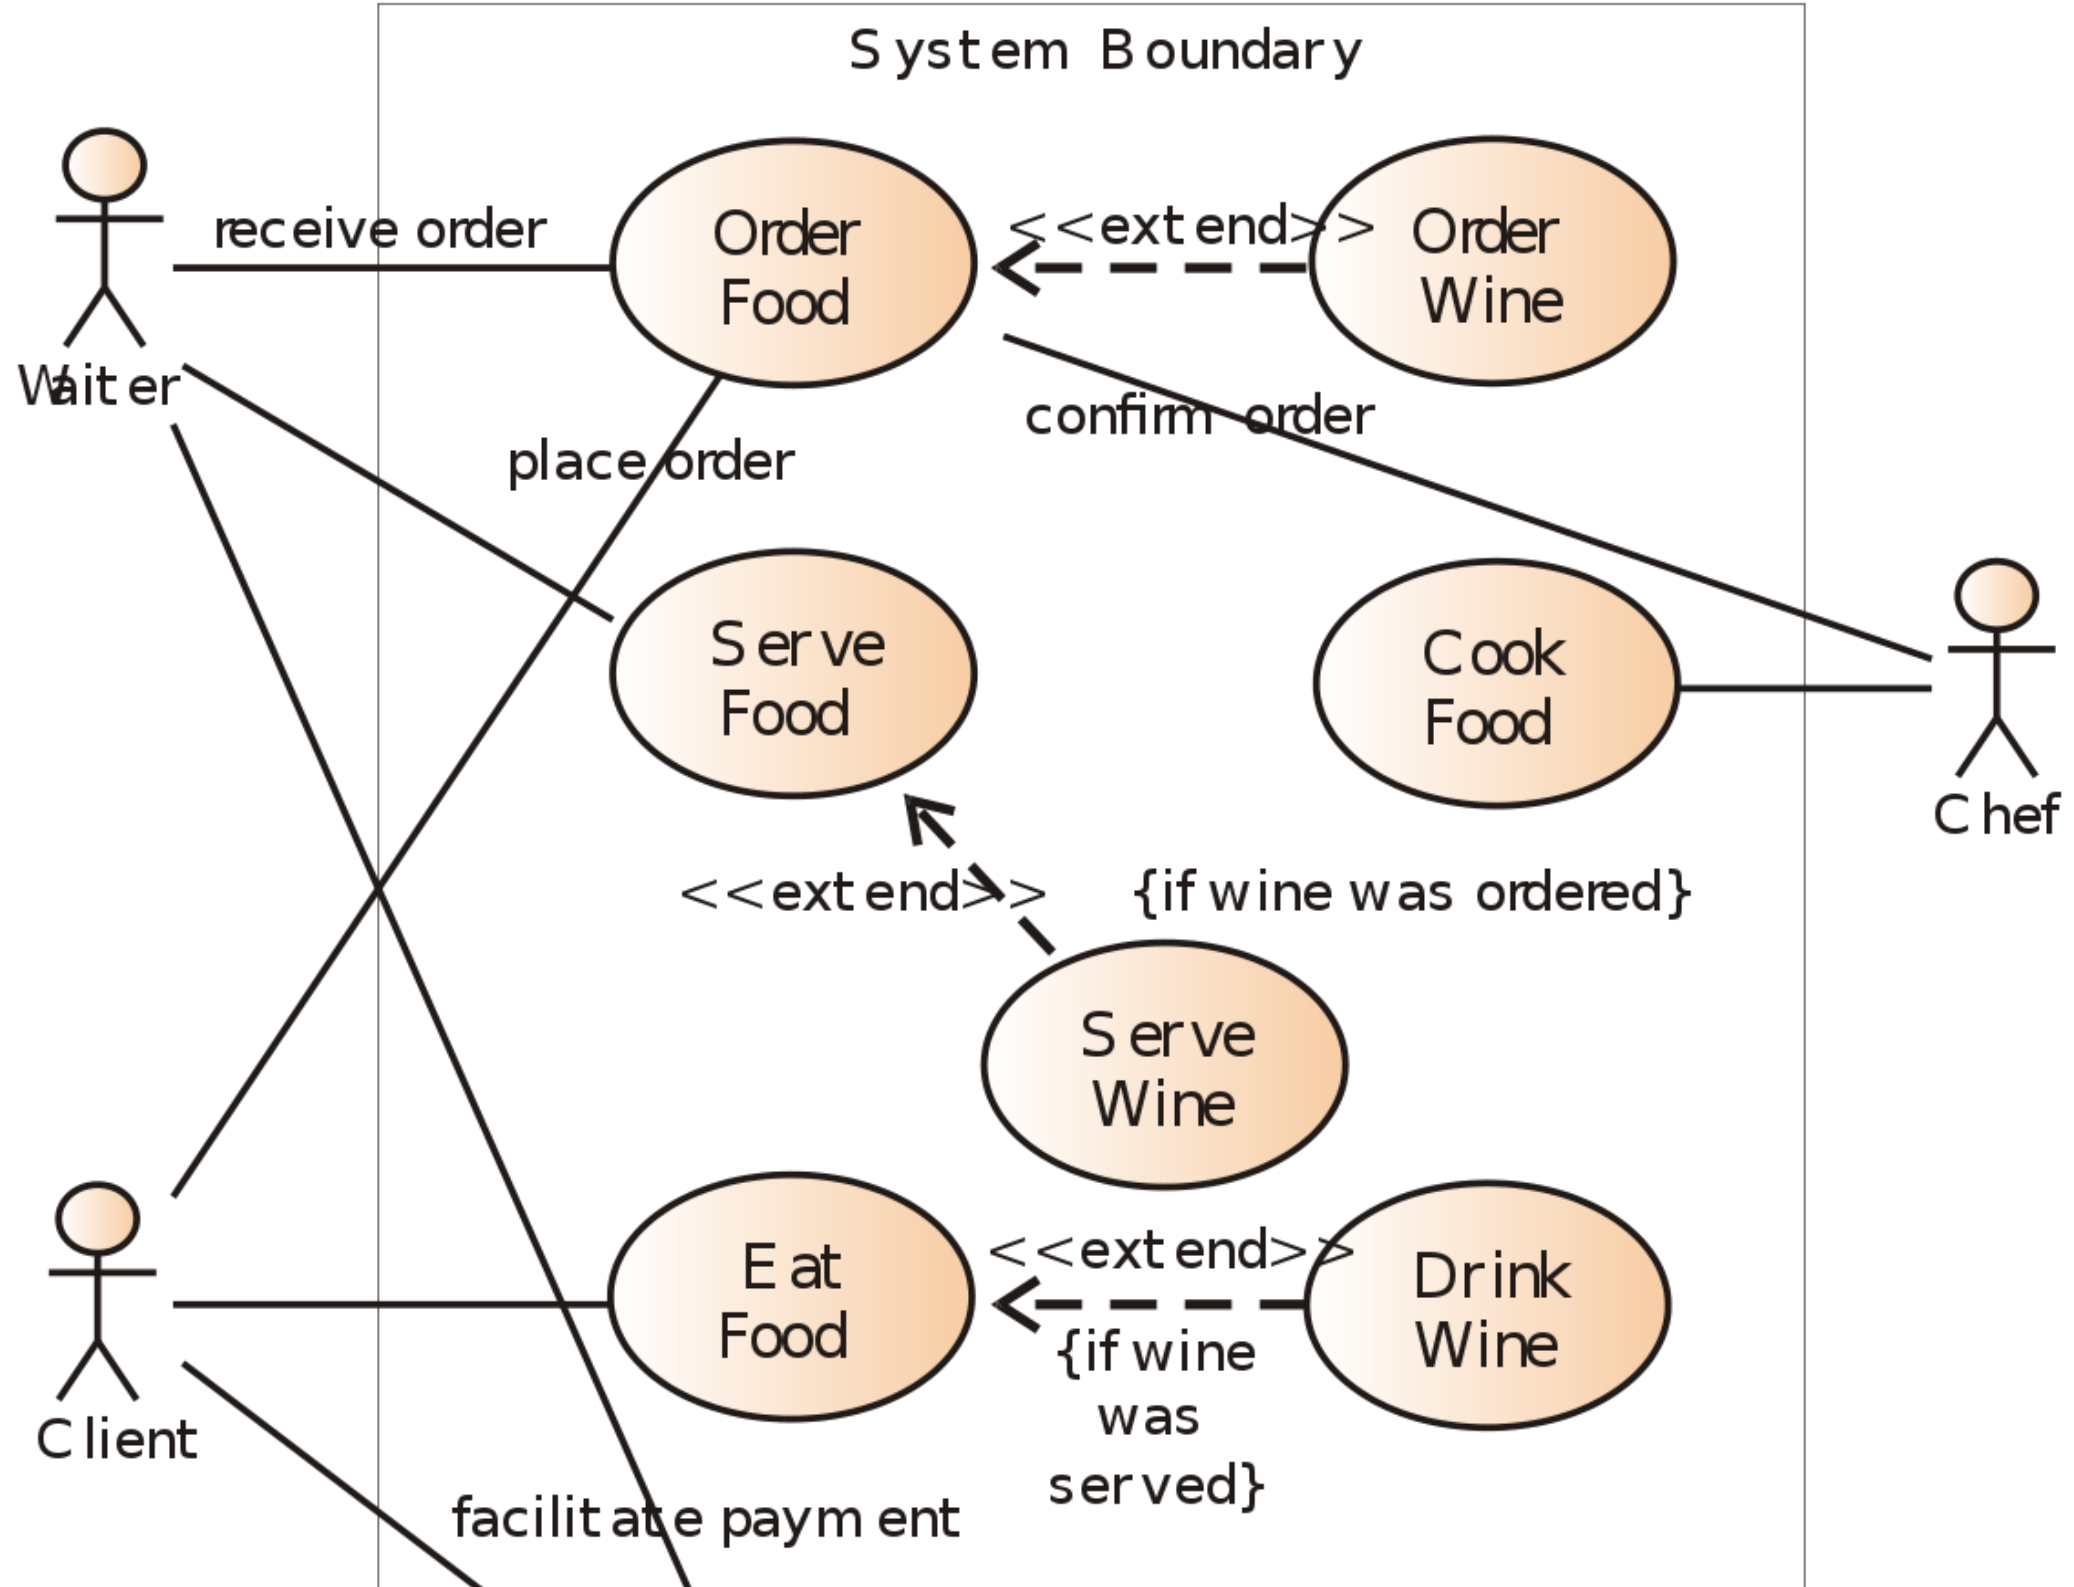 System Boundary
receive order
Order
Food
<<extend>>
Order
Wine
Waiter
place order
confirm order
Serve
Food
Cook
Food
Chef
<<extend>>
{if wine was ordered}
Serve
Wine
Eat
Food
<<extend>>
{if wine
was
served}
Drink
Wine
Client
facilitate payment